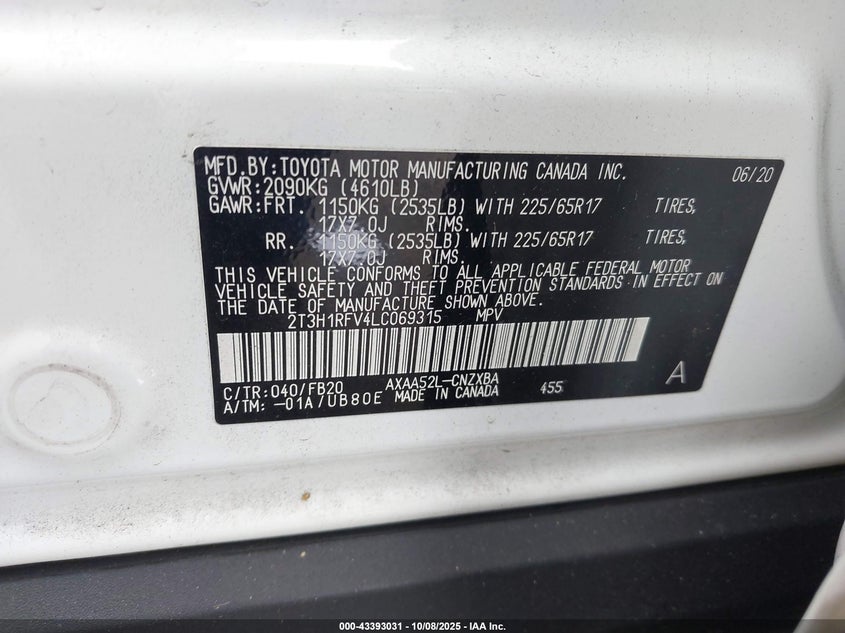 MFD.BY:TOYOTA MOTOR MANUFACTURING CANADA INC. 06/20
GVWR:2090KG (4610LB)
GAWR:FRT. 1150KG (2535LB) WITH 225/65R17 TIRES,
17X7.0J RIMS.
RR. 1150KG (2535LB) WITH 225/65R17 TIRES,
17X7.0J RIMS.
THIS VEHICLE CONFORMS TO ALL APPLICABLE FEDERAL MOTOR
VEHICLE SAFETY AND THEFT PREVENTION STANDARDS IN EFFECT ON
THE DATE OF MANUFACTURE SHOWN ABOVE.
2T3H1RFV4LC069315 MPV
C/TR:040/FB20 AXAA52L-CNZXBA 455 A
A/TM:-01A/UB80E MADE IN CANADA
000-43393031 - 10/08/2025 - IAA Inc.